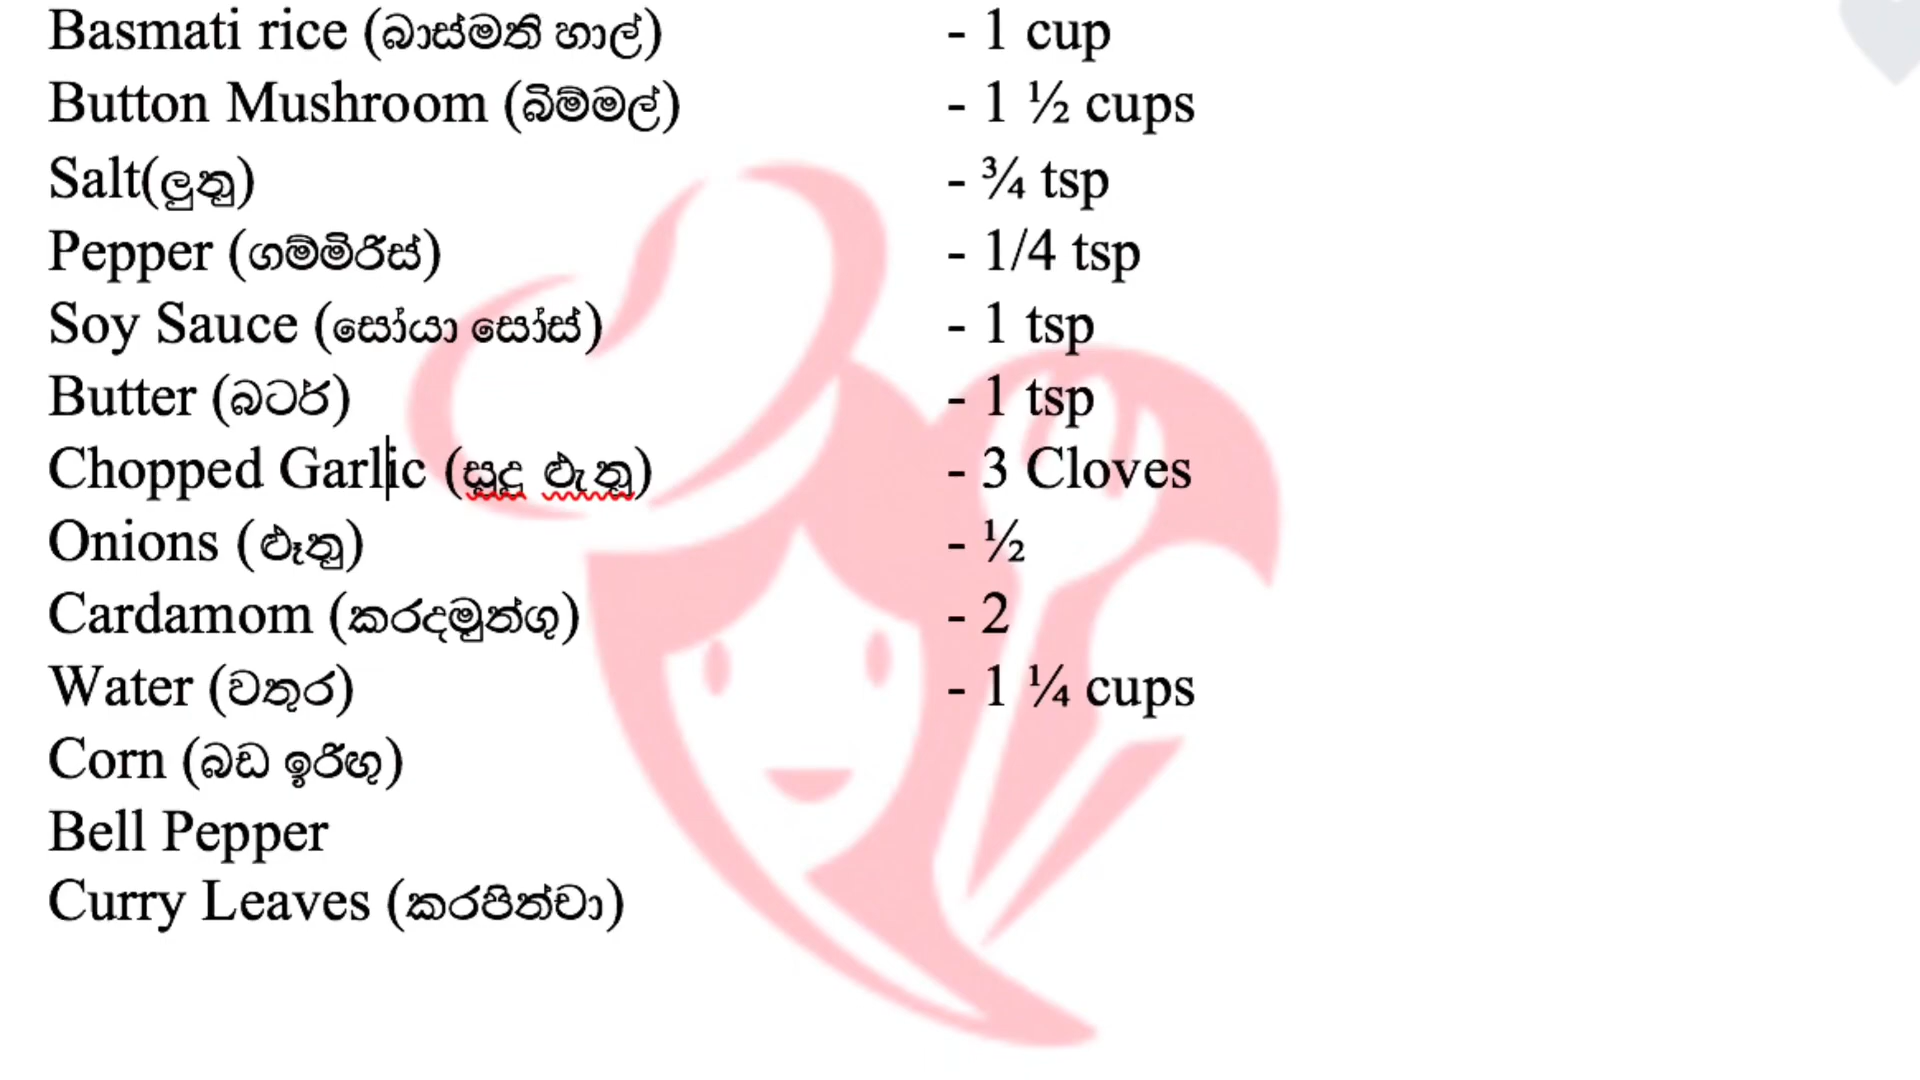 Basmati rice (බාස්මති හාල්) - 1 cup
Button Mushroom (බිම්මල්) - 1 ½ cups
Salt(ලුනු) - ¾ tsp
Pepper (ගම්මිරිස්) - 1/4 tsp
Soy Sauce (සෝයා සෝස්) - 1 tsp
Butter (බටර්) - 1 tsp
Chopped Garlic (සුදු ළුෑනු) - 3 Cloves
Onions (ළූනු) - ½
Cardamom (කරදමුන්ගු) - 2
Water (වතුර) - 1 ¼ cups
Corn (බඩ ඉරිඟු)
Bell Pepper
Curry Leaves (කරපින්චා)